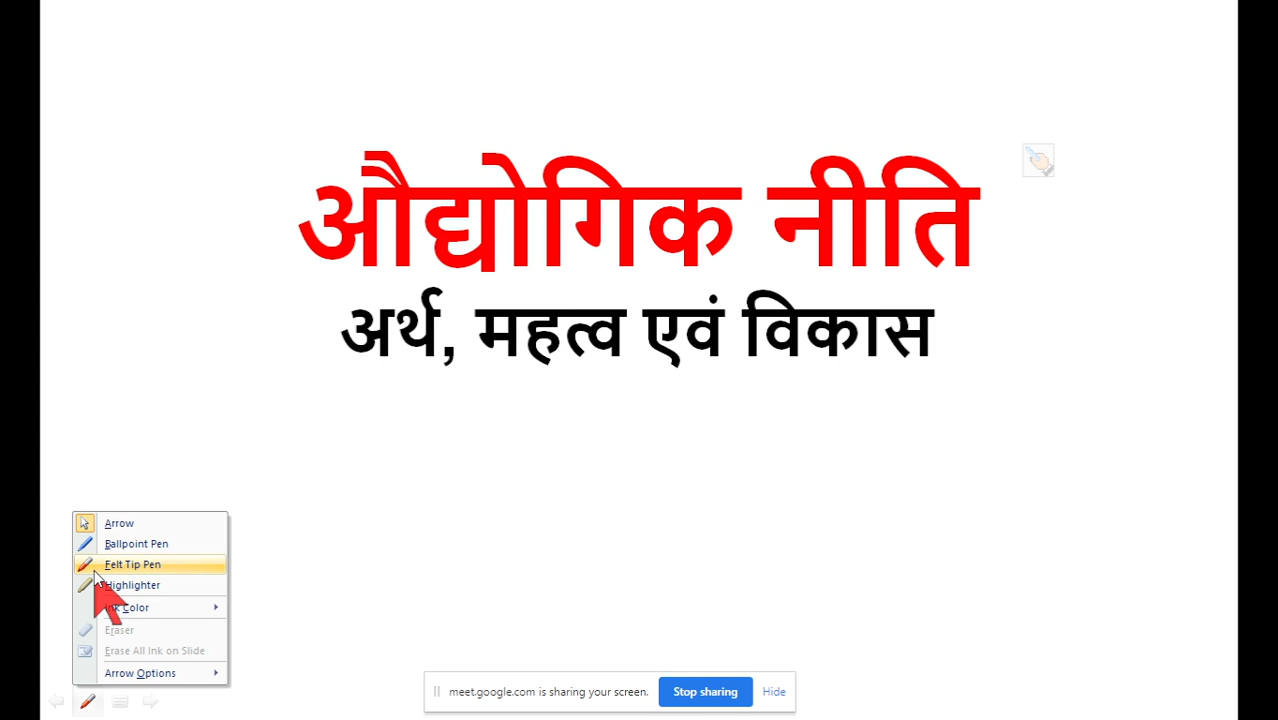 औद्योगिक नीति
अर्थ, महत्व एवं विकास
Arrow
Ballpoint Pen
Felt Tip Pen
Highlighter
Ink Color
Eraser
Erase All Ink on Slide
Arrow Options
meet.google.com is sharing your screen. Stop sharing Hide